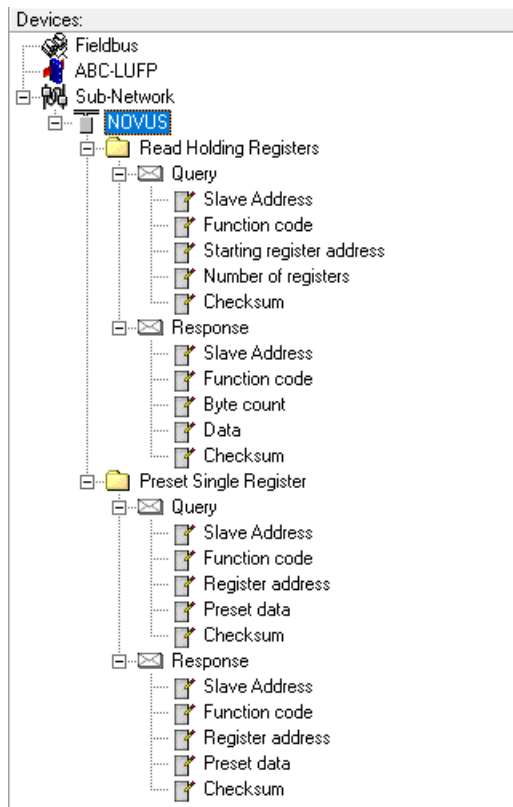 Devices:
Fieldbus
ABC-LUFP
Sub-Network
NOVUS
Read Holding Registers
Query
Slave Address
Function code
Starting register address
Number of registers
Checksum
Response
Slave Address
Function code
Byte count
Data
Checksum
Preset Single Register
Query
Slave Address
Function code
Register address
Preset data
Checksum
Response
Slave Address
Function code
Register address
Preset data
Checksum